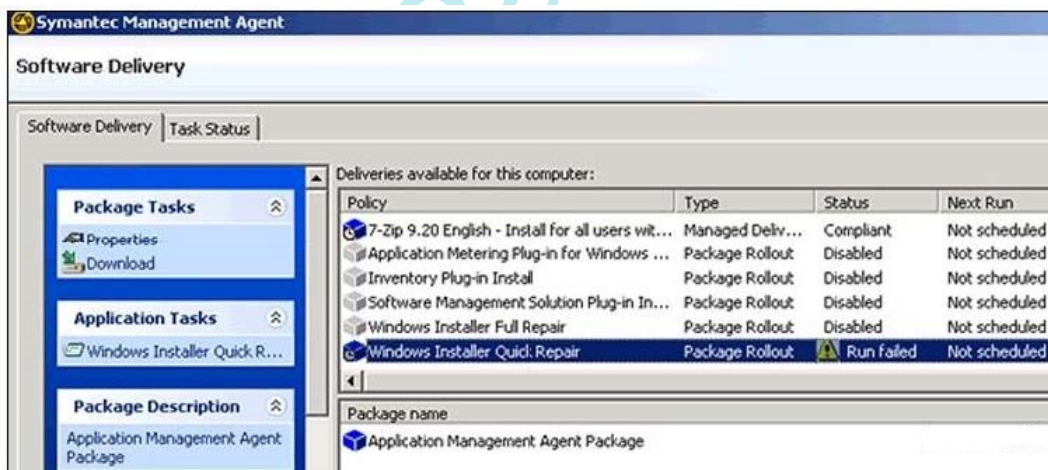 Symantec Management Agent
Software Delivery
Software Delivery Task Status
Package Tasks
Properties
Download
Application Tasks
Windows Installer Quick R...
Package Description
Application Management Agent
Package
Deliveries available for this computer:
Policy Type Status Next Run
7-Zip 9.20 English - Install for all users wit... Managed Deliv... Compliant Not scheduled
Application Metering Plug-in for Windows ... Package Rollout Disabled Not scheduled
Inventory Plug-in Install Package Rollout Disabled Not scheduled
Software Management Solution Plug-in In... Package Rollout Disabled Not scheduled
Windows Installer Full Repair Package Rollout Disabled Not scheduled
Windows Installer Quick Repair Package Rollout Run failed Not scheduled
Package name
Application Management Agent Package